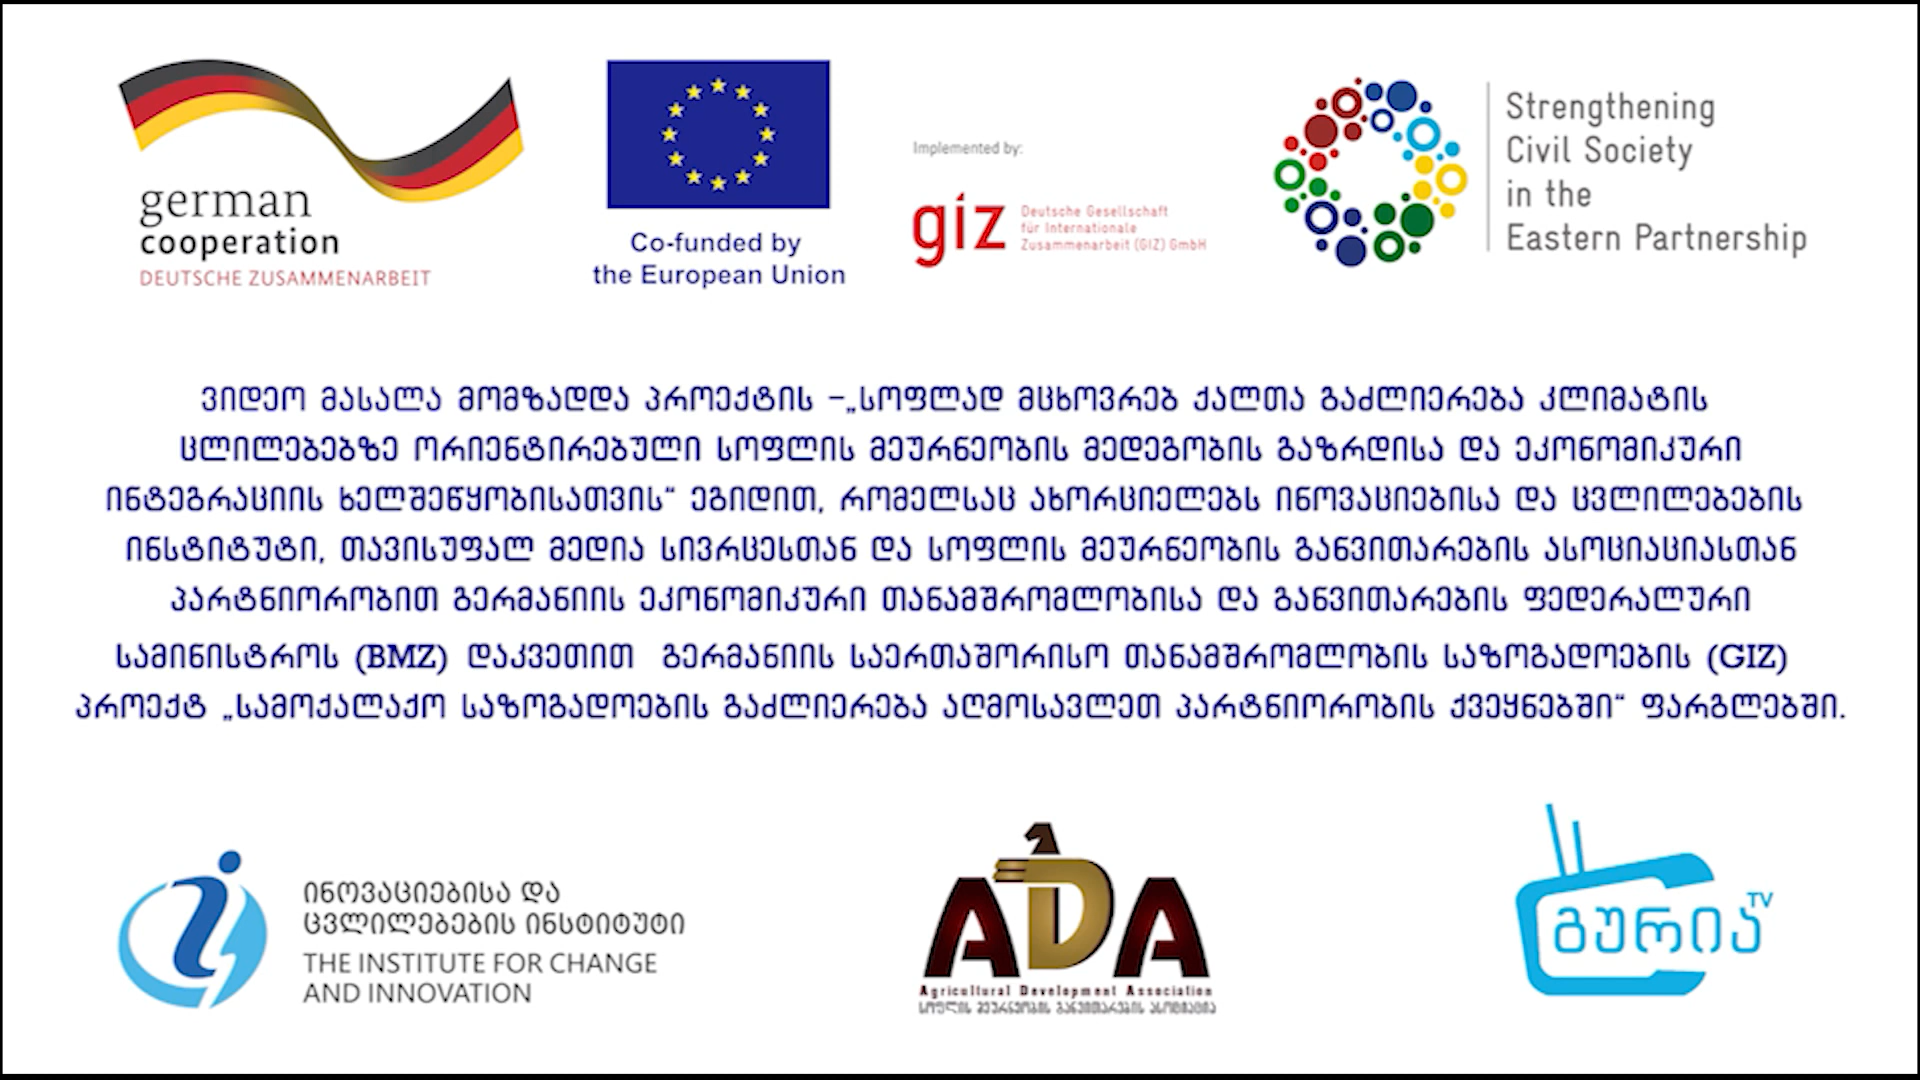 german
cooperation
DEUTSCHE ZUSAMMENARBEIT
Co-funded by
the European Union
Implemented by:
giz
Deutsche Gesellschaft
für Internationale
Zusammenarbeit (GIZ) GmbH
Strengthening
Civil Society
in the
Eastern Partnership
ვიდეო მასალა მომზადდა პროექტის –„სოფლად მცხოვრებ ქალთა გაძლიერება კლიმატის
ცლილებებზე ორიენტირებული სოფლის მეურნეობის მედეგობის გაზრდისა და ეკონომიკური
ინტეგრაციის ხელშეწყობისათვის“ ეგიდით, რომელსაც ახორციელებს ინოვაციებისა და ცვლილებების
ინსტიტუტი, თავისუფალ მედია სივრცესთან და სოფლის მეურნეობის განვითარების ასოციაციასთან
პარტნიორობით გერმანიის ეკონომიკური თანამშრომლობისა და განვითარების ფედერალური
სამინისტროს (BMZ) დაკვეთით გერმანიის საერთაშორისო თანამშრომლობის საზოგადოების (GIZ)
პროექტ „სამოქალაქო საზოგადოების გაძლიერება აღმოსავლეთ პარტნიორობის ქვეყნებში“ ფარგლებში.
ინოვაციებისა და
ცვლილებების ინსტიტუტი
THE INSTITUTE FOR CHANGE
AND INNOVATION
ADA
Agricultural Development Association
სოფლის მეურნეობის განვითარების ასოციაცია
გურია TV